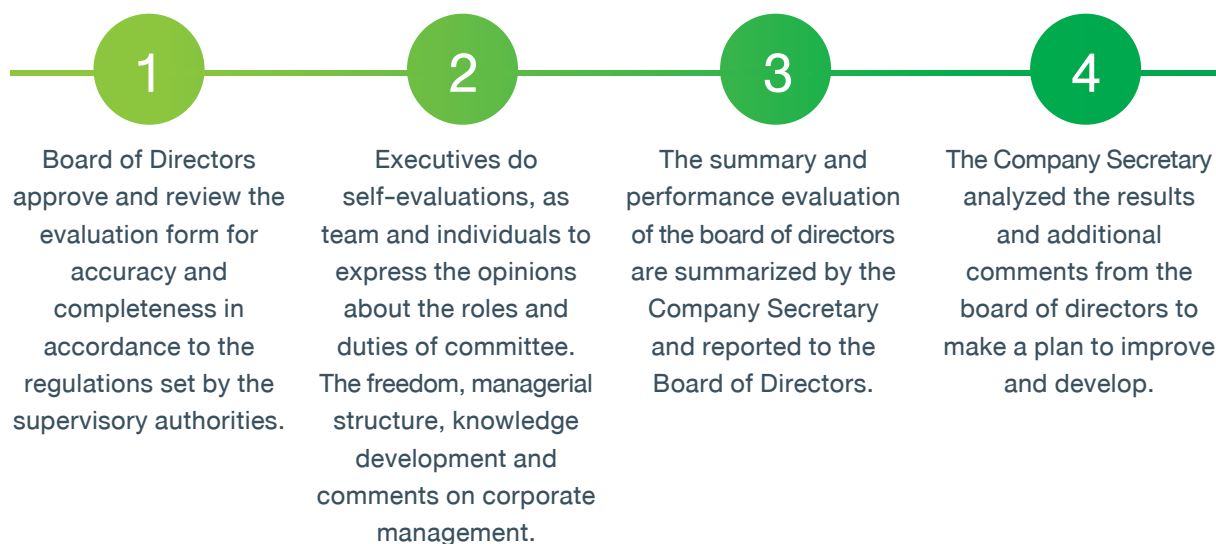 1
Board of Directors
approve and review the
evaluation form for
accuracy and
completeness in
accordance to the
regulations set by the
supervisory authorities.
2
Executives do
self-evaluations, as
team and individuals to
express the opinions
about the roles and
duties of committee.
The freedom, managerial
structure, knowledge
development and
comments on corporate
management.
3
The summary and
performance evaluation
of the board of directors
are summarized by the
Company Secretary
and reported to the
Board of Directors.
4
The Company Secretary
analyzed the results
and additional
comments from the
board of directors to
make a plan to improve
and develop.